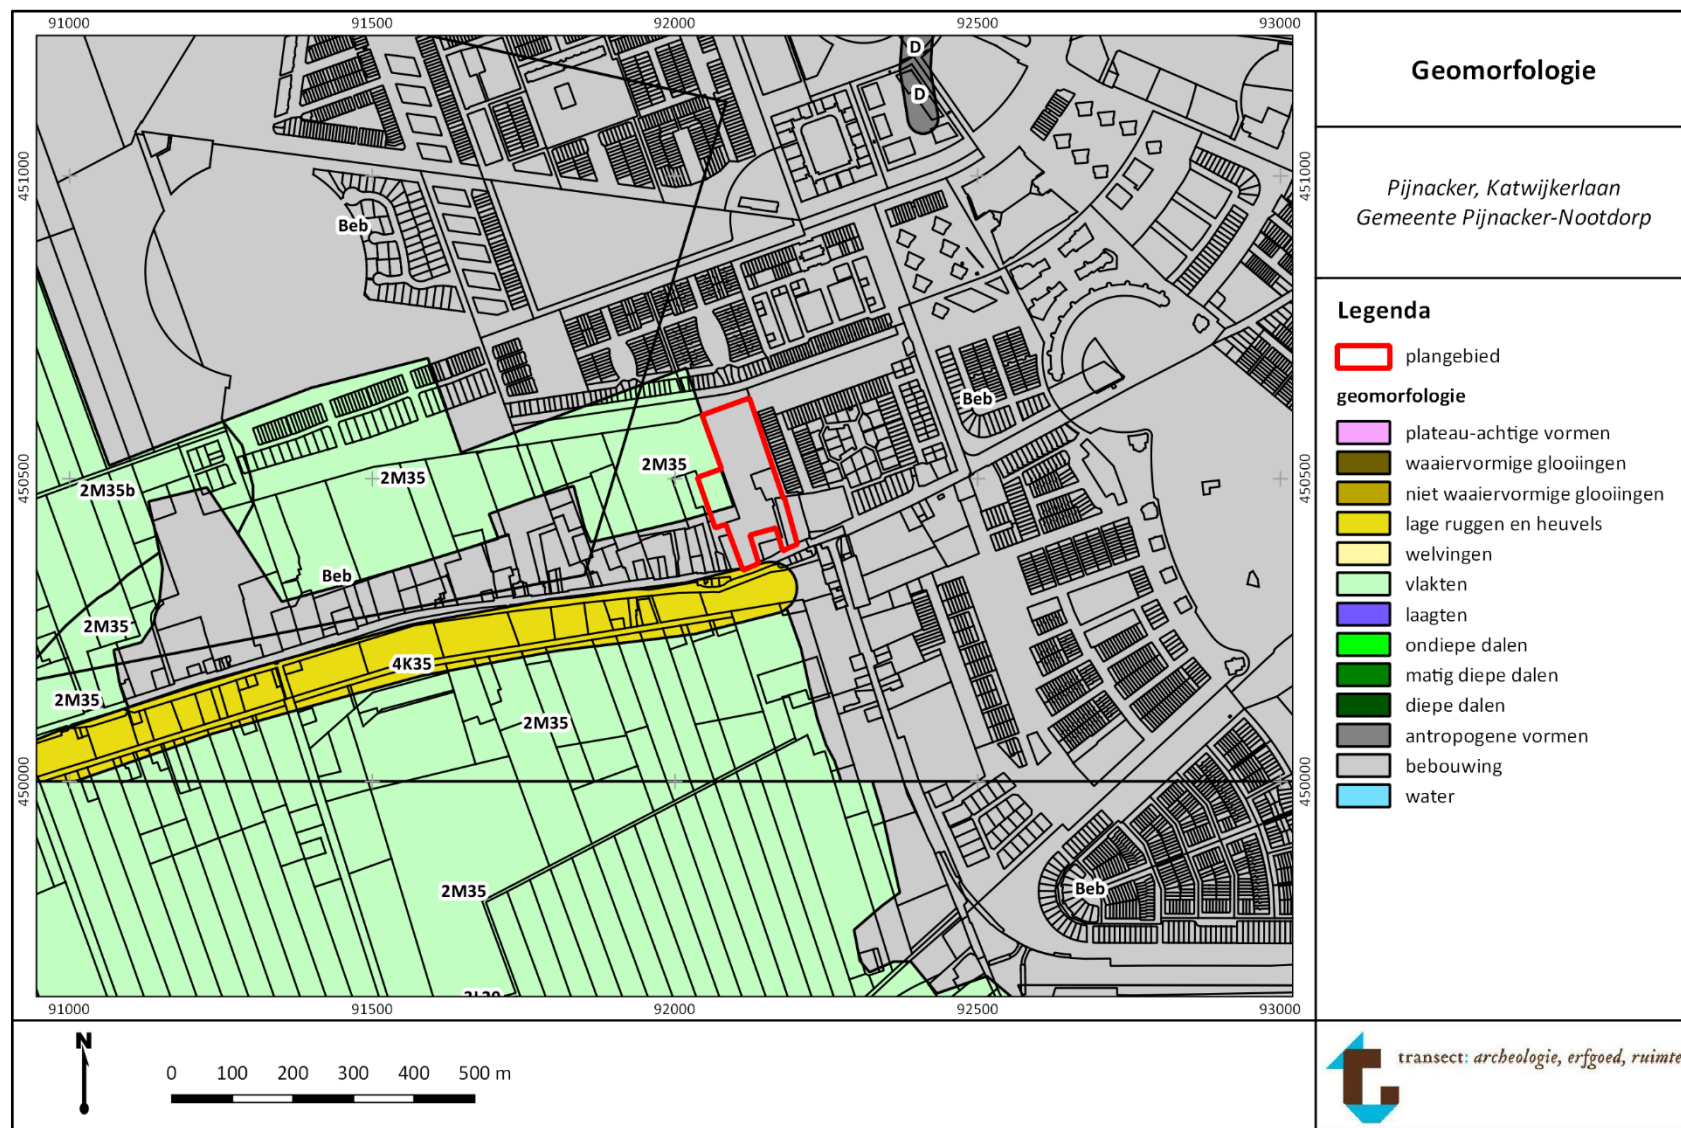 91000 91500 92000 92500 93000
D
D
451000 451000
Beb
Beb
2M35
2M35
2M35b
450500 450500
Beb
2M35
4K35
2M35
2M35
450000 450000
2M35
Beb
91000 91500 92000 92500 93000
N
0 100 200 300 400 500 m
Geomorfologie
Pijnacker, Katwijkerlaan
Gemeente Pijnacker-Nootdorp
Legenda
plangebied
geomorfologie
plateau-achtige vormen
waaiervormige glooiingen
niet waaiervormige glooiingen
lage ruggen en heuvels
welvingen
vlakten
laagten
ondiepe dalen
matig diepe dalen
diepe dalen
antropogene vormen
bebouwing
water
transect: archeologie, erfgoed, ruimte